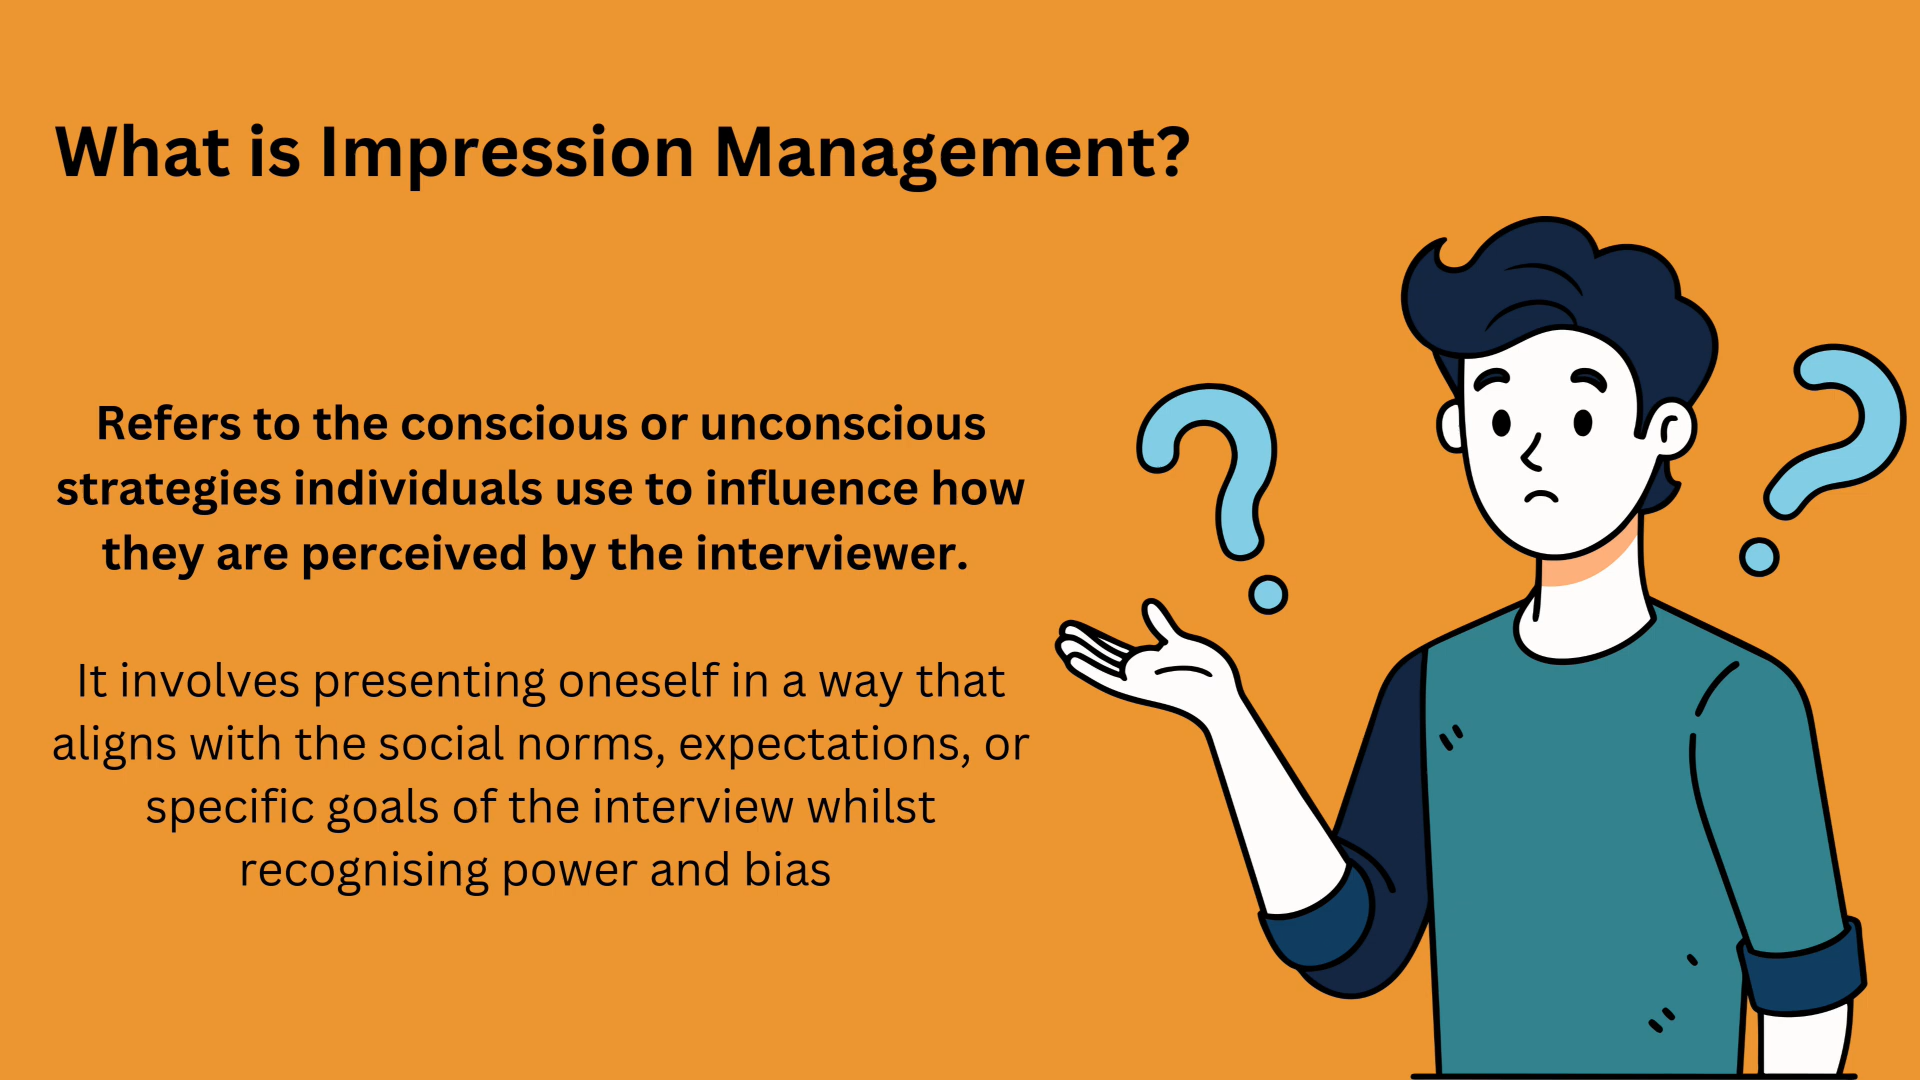 What is Impression Management?
Refers to the conscious or unconscious
strategies individuals use to influence how
they are perceived by the interviewer.
It involves presenting oneself in a way that
aligns with the social norms, expectations, or
specific goals of the interview whilst
recognising power and bias